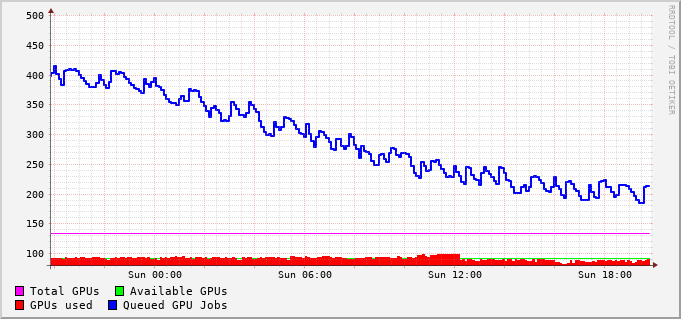 500
450
400
350
300
250
200
150
100
Sun 00:00 Sun 06:00 Sun 12:00 Sun 18:00
Total GPUs Available GPUs
GPUs used Queued GPU Jobs
RRDTOOL / TOBI OETIKER